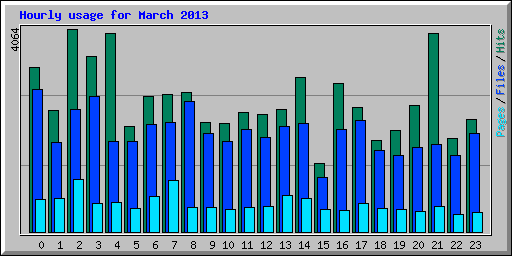 Hourly usage for March 2013
4064
Pages/Files/Hits
0 1 2 3 4 5 6 7 8 9 10 11 12 13 14 15 16 17 18 19 20 21 22 23